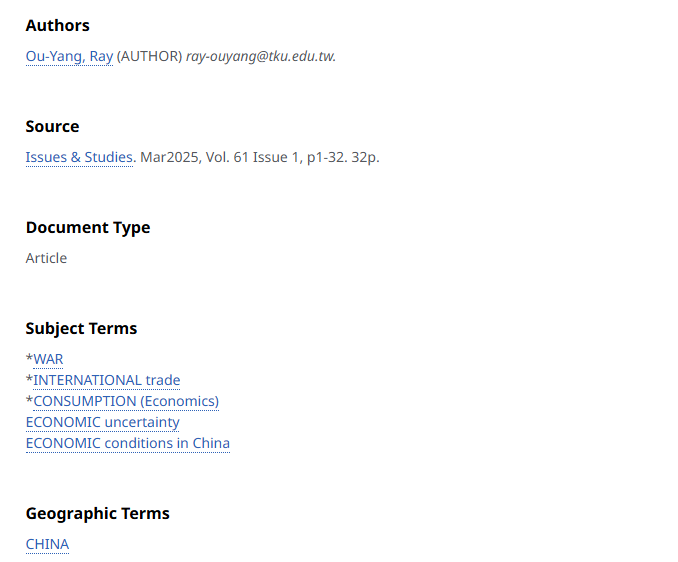 Authors
Ou-Yang, Ray (AUTHOR) ray-ouyang@tku.edu.tw.
Source
Issues & Studies. Mar2025, Vol. 61 Issue 1, p1-32. 32p.
Document Type
Article
Subject Terms
*WAR
*INTERNATIONAL trade
*CONSUMPTION (Economics)
ECONOMIC uncertainty
ECONOMIC conditions in China
Geographic Terms
CHINA